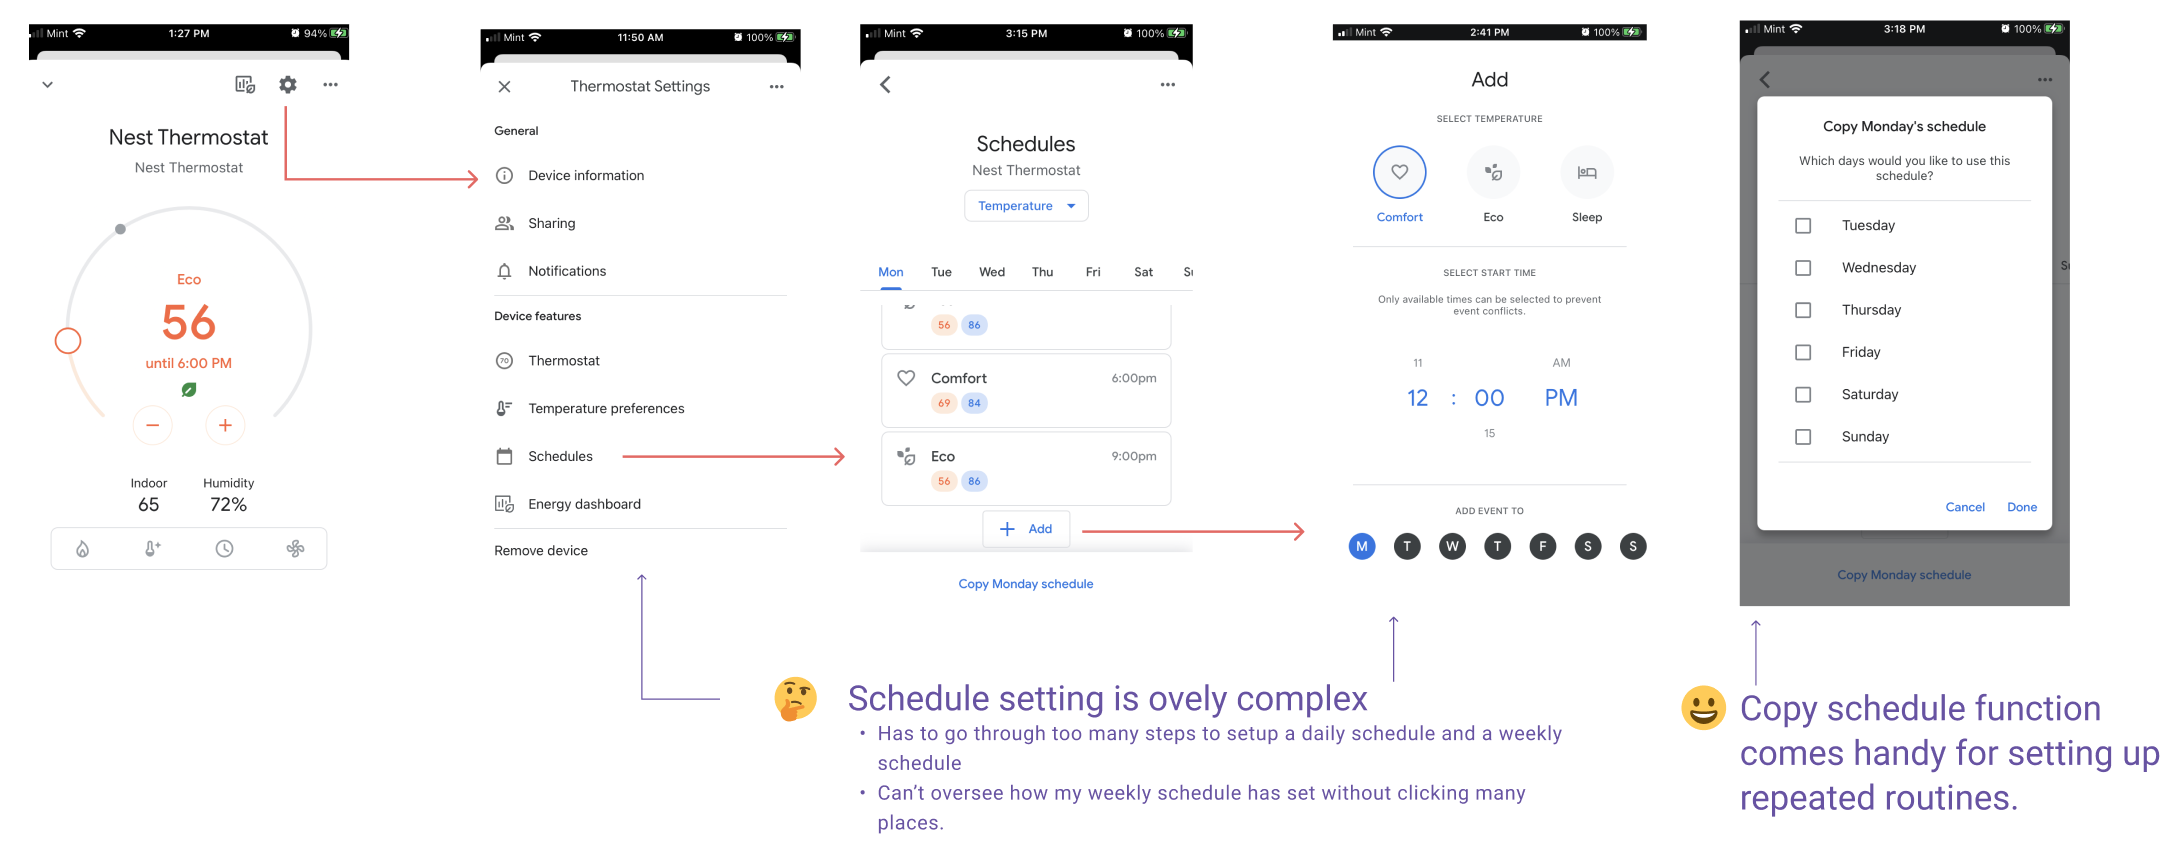 Mint
1:27 PM
94%
Nest Thermostat
Nest Thermostat
Eco
56
until 6:00 PM
Indoor
Humidity
65
72%
Mint
11:50 AM
100%
Thermostat Settings
General
Device information
Sharing
Notifications
Device features
70
Thermostat
Temperature preferences
Schedules
Energy dashboard
Remove device
Mint
3:15 PM
100%
Schedules
Nest Thermostat
Temperature
Mon Tue Wed Thu Fri Sat Su
56 86
Comfort 6:00pm
69 84
Eco 9:00pm
56 86
+ Add
Copy Monday schedule
Mint
2:41 PM
100%
Add
SELECT TEMPERATURE
Comfort Eco Sleep
SELECT START TIME
Only available times can be selected to prevent
event conflicts.
11 AM
12 : 00 PM
15
ADD EVENT TO
M T W T F S S
Mint
3:18 PM
100%
Copy Monday's schedule
Which days would you like to use this
schedule?
Su
Tuesday
Wednesday
Thursday
Friday
Saturday
Sunday
Cancel Done
Copy Monday schedule
Schedule setting is ovely complex
• Has to go through too many steps to setup a daily schedule and a weekly
schedule
• Can't oversee how my weekly schedule has set without clicking many
places.
Copy schedule function
comes handy for setting up
repeated routines.